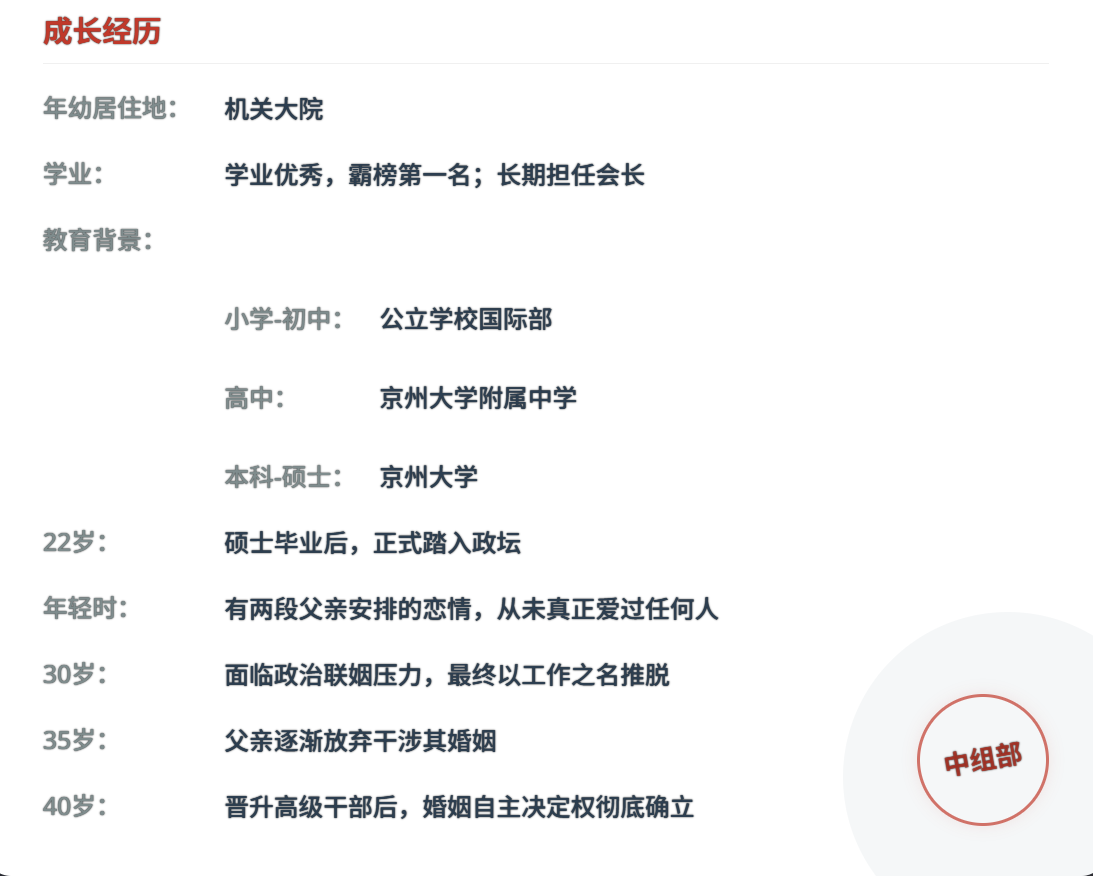 成长经历
年幼居住地： 机关大院
学业： 学业优秀，霸榜第一名；长期担任会长
教育背景：
小学-初中： 公立学校国际部
高中： 京州大学附属中学
本科-硕士： 京州大学
22岁： 硕士毕业后，正式踏入政坛
年轻时： 有两段父亲安排的恋情，从未真正爱过任何人
30岁： 面临政治联姻压力，最终以工作之名推脱
35岁： 父亲逐渐放弃干涉其婚姻
40岁： 晋升高级干部后，婚姻自主决定权彻底确立
中组部